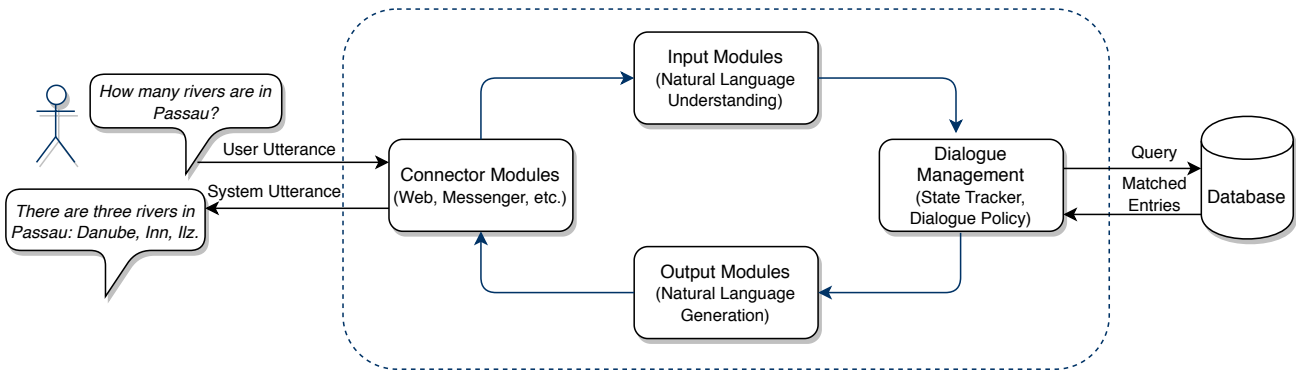 How many rivers are in
Passau?
User Utterance
System Utterance
There are three rivers in
Passau: Danube, Inn, Ilz.
Connector Modules
(Web, Messenger, etc.)
Input Modules
(Natural Language
Understanding)
Dialogue
Management
(State Tracker,
Dialogue Policy)
Output Modules
(Natural Language
Generation)
Query
Matched
Entries
Database